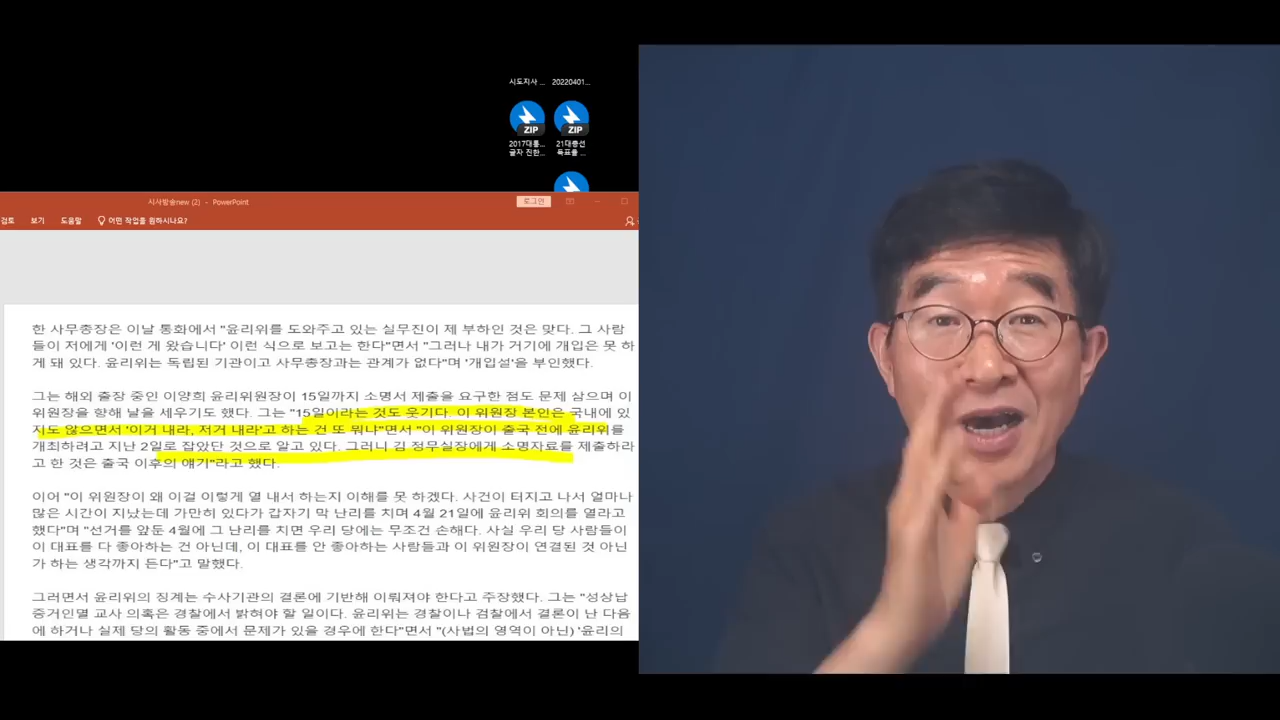 시도지사 ... 20220401...
ZIP ZIP
2017대통... 21대총선
글자 진한... 득표율 ...
시사방송new (2) - PowerPoint 로그인
검토 보기 도움말 어떤 작업을 원하시나요?
한 사무총장은 이날 통화에서 "윤리위를 도와주고 있는 실무진이 제 부하인 것은 맞다. 그 사람
들이 저에게 '이런 게 왔습니다' 이런 식으로 보고는 한다"면서 "그러나 내가 거기에 개입은 못 하
게 돼 있다. 윤리위는 독립된 기관이고 사무총장과는 관계가 없다"며 '개입설'을 부인했다.
그는 해외 출장 중인 이양희 윤리위원장이 15일까지 소명서 제출을 요구한 점도 문제 삼으며 이
위원장을 향해 날을 세우기도 했다. 그는 "15일이라는 것도 웃기다. 이 위원장 본인은 국내에 있
지도 않으면서 '이거 내라, 저거 내라'고 하는 건 또 뭐냐"면서 "이 위원장이 출국 전에 윤리위를
개최하려고 지난 2일로 잡았단 것으로 알고 있다. 그러니 김 정무실장에게 소명자료를 제출하라
고 한 것은 출국 이후의 얘기"라고 했다.
이어 "이 위원장이 왜 이걸 이렇게 열 내서 하는지 이해를 못 하겠다. 사건이 터지고 나서 얼마나
많은 시간이 지났는데 가만히 있다가 갑자기 막 난리를 치며 4월 21일에 윤리위 회의를 열라고
했다"며 "선거를 앞둔 4월에 그 난리를 치면 우리 당에는 무조건 손해다. 사실 우리 당 사람들이
이 대표를 다 좋아하는 건 아닌데, 이 대표를 안 좋아하는 사람들과 이 위원장이 연결된 것 아닌
가 하는 생각까지 든다"고 말했다.
그러면서 윤리위의 징계는 수사기관의 결론에 기반해 이뤄져야 한다고 주장했다. 그는 "성상납
증거인멸 교사 의혹은 경찰에서 밝혀야 할 일이다. 윤리위는 경찰이나 검찰에서 결론이 난 다음
에 하거나 실제 당의 활동 중에서 문제가 있을 경우에 한다"면서 "(사법의 영역이 아닌) '윤리의